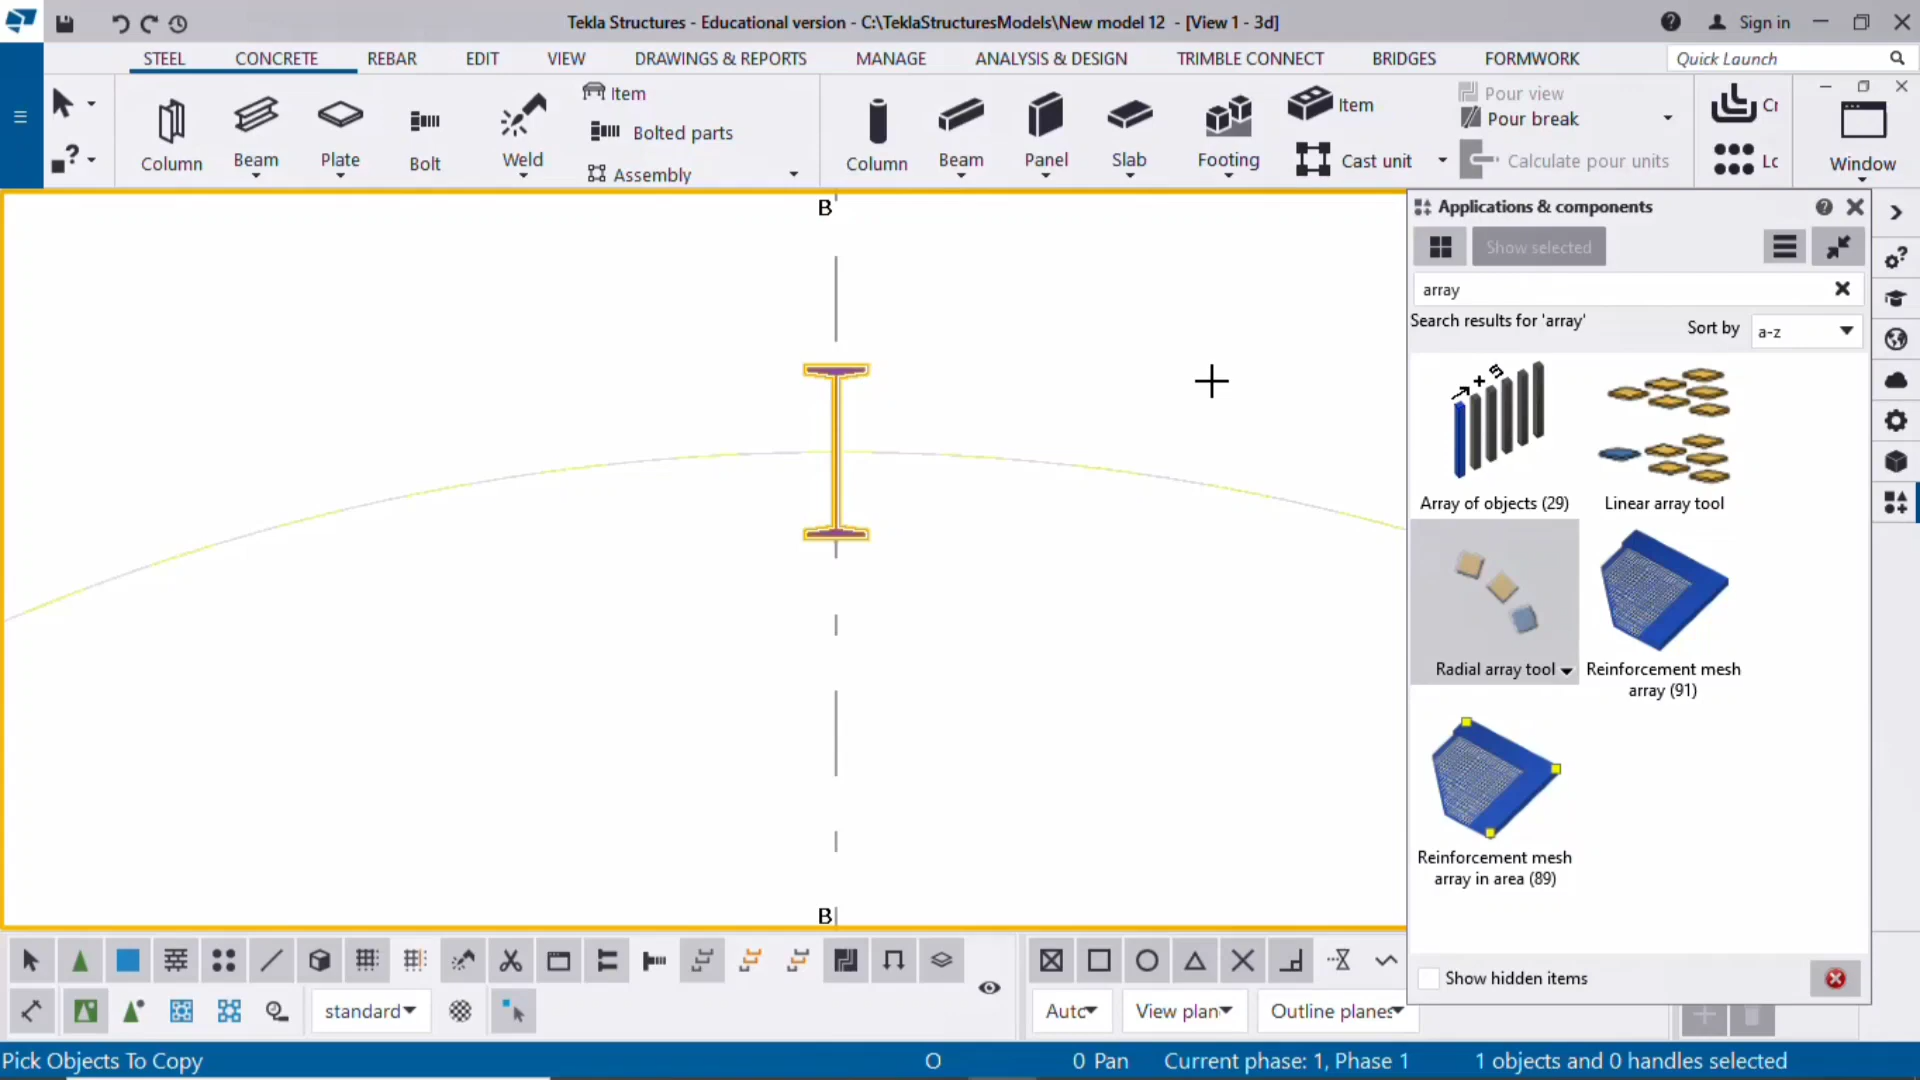 Tekla Structures - Educational version - C:\TeklaStructuresModels\New model 12 - [View 1 - 3d]
Sign in
STEEL CONCRETE REBAR EDIT VIEW DRAWINGS & REPORTS MANAGE ANALYSIS & DESIGN TRIMBLE CONNECT BRIDGES FORMWORK
Quick Launch
Column
Beam
Plate
Bolt
Weld
Item
Bolted parts
Assembly
Column
Beam
Panel
Slab
Footing
Item
Cast unit
Pour view
Pour break
Calculate pour units
Cr
Lc
Window
B
B
Applications & components
Show selected
array
Search results for 'array'
Sort by
a-z
+ 5
Array of objects (29)
Linear array tool
Radial array tool
Reinforcement mesh
array (91)
Reinforcement mesh
array in area (89)
Show hidden items
standard
Auto
View plan
Outline planes
Pick Objects To Copy
O
0 Pan
Current phase: 1, Phase 1
1 objects and 0 handles selected